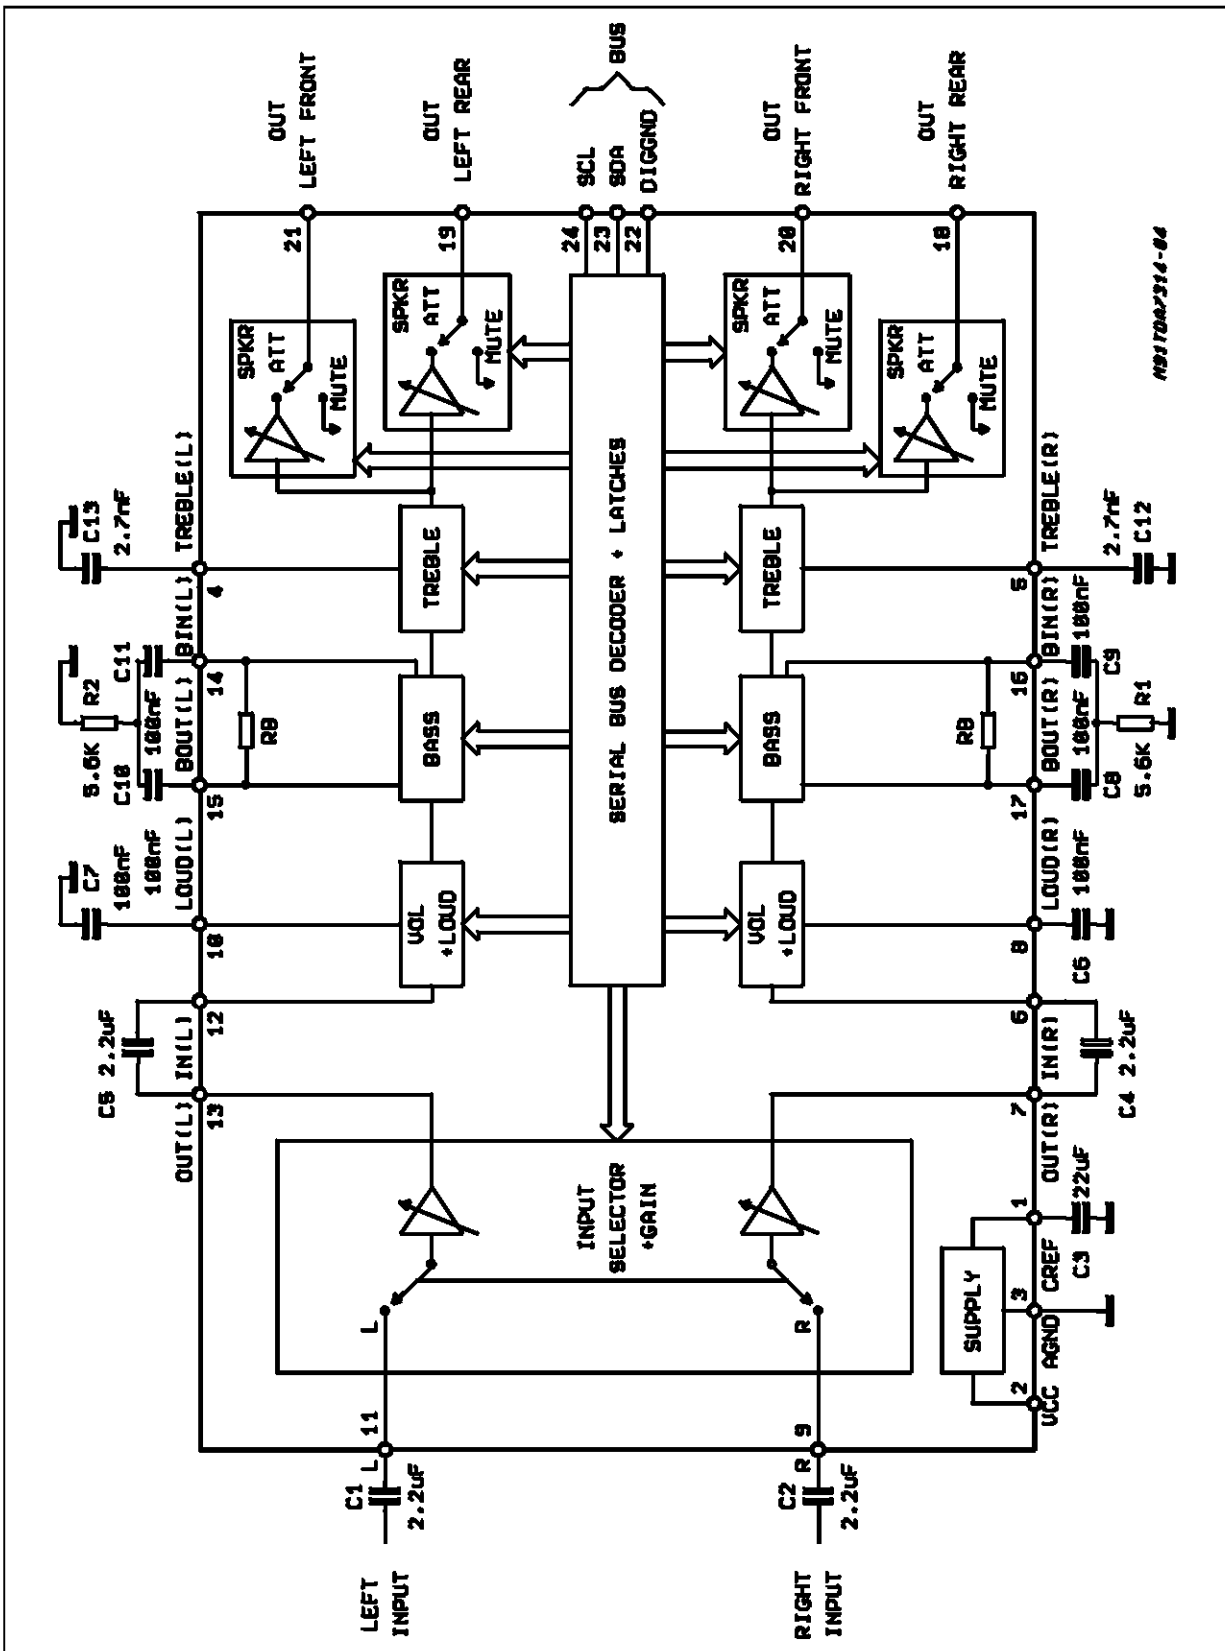 OUT
LEFT FRONT
OUT
LEFT REAR
BUS
SCL
SDA
DIGGND
OUT
RIGHT FRONT
OUT
RIGHT REAR
21
19
24
23
22
20
18
SPKR
ATT
MUTE
SPKR
ATT
MUTE
SPKR
ATT
MUTE
SPKR
ATT
MUTE
C13
2.7nF
TREBLE(L)
4
TREBLE
SERIAL BUS DECODER + LATCHES
TREBLE
5
TREBLE(R)
2.7nF
C12
R2
5.6K
C11
100nF
C10
100nF
BIN(L)
14
BOUT(L)
15
RB
BASS
BASS
RB
16
BIN(R)
17
BOUT(R)
100nF
C9
100nF
C8
R1
5.6K
C7
100nF
LOUD(L)
10
VOL
+LOUD
VOL
+LOUD
8
LOUD(R)
100nF
C6
C5 2.2uF
IN(L)
12
OUT(L)
13
6
IN(R)
7
OUT(R)
C4 2.2uF
INPUT
SELECTOR
+GAIN
L
R
SUPPLY
1
CREF
22uF
C3
3
AGND
2
VCC
11
L
C1
2.2uF
9
R
C2
2.2uF
LEFT
INPUT
RIGHT
INPUT
M91TDA7314-04